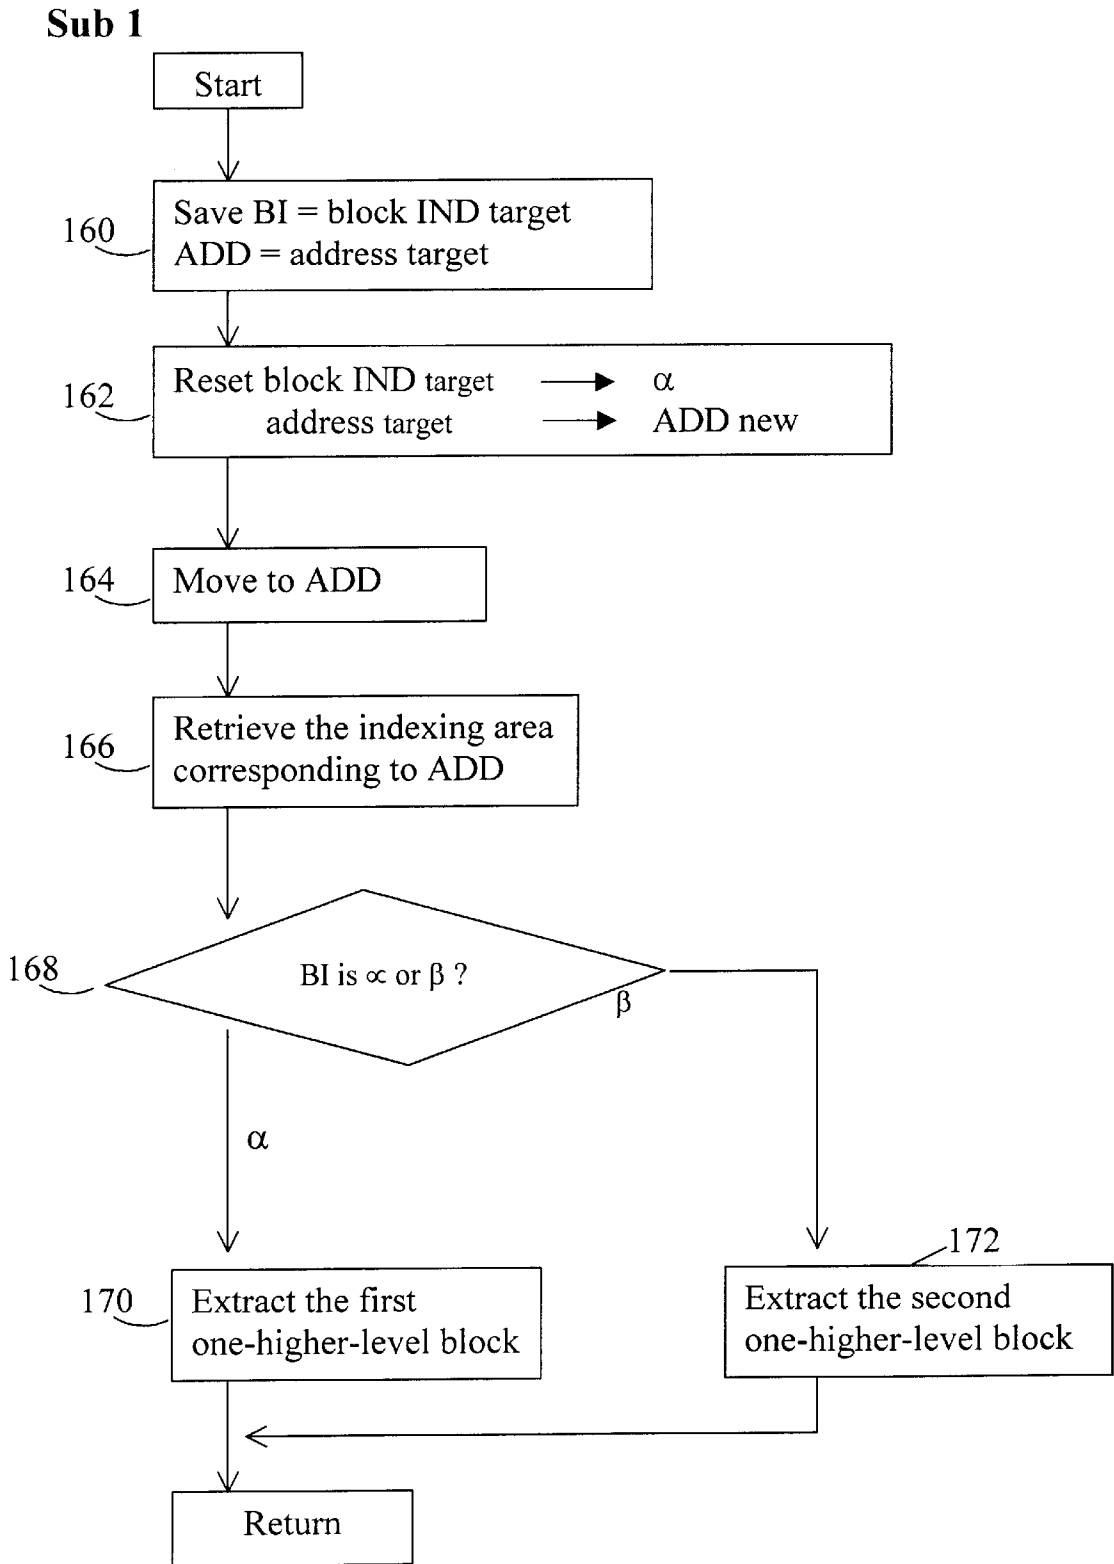 Sub 1
Start
160
Save BI = block IND target
ADD = address target
162
Reset block IND target → α
address target → ADD new
164
Move to ADD
166
Retrieve the indexing area
corresponding to ADD
168
BI is ∝ or β ?
β
α
172
170
Extract the first
one-higher-level block
Extract the second
one-higher-level block
Return